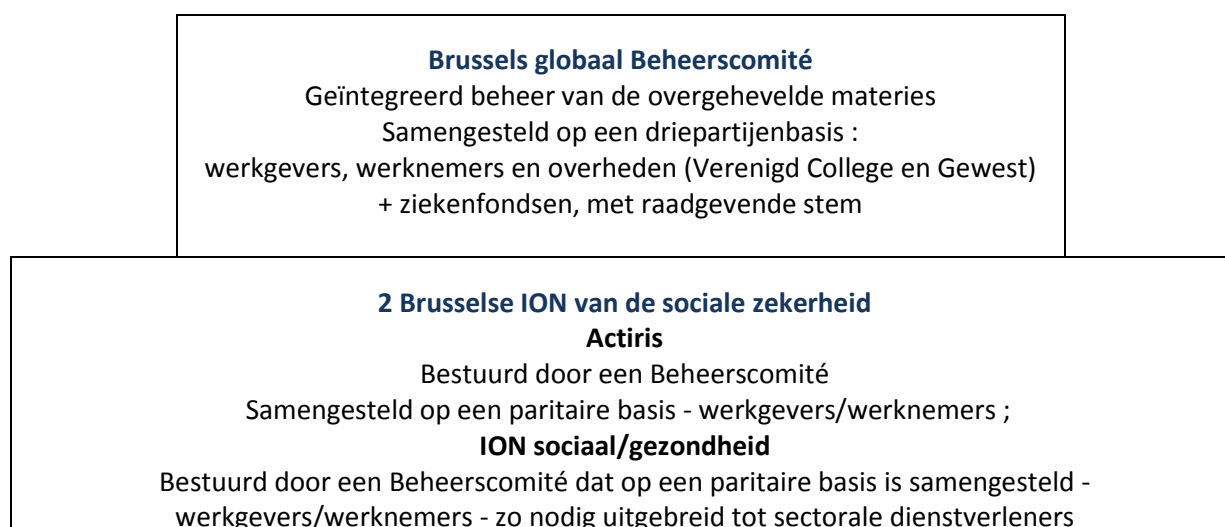 Brussels globaal Beheerscomité
Geïntegreerd beheer van de overgehevelde materies
Samengesteld op een driepartijenbasis :
werkgevers, werknemers en overheden (Verenigd College en Gewest)
+ ziekenfondsen, met raadgevende stem
2 Brusselse ION van de sociale zekerheid
Actiris
Bestuurd door een Beheerscomité
Samengesteld op een paritaire basis - werkgevers/werknemers ;
ION sociaal/gezondheid
Bestuurd door een Beheerscomité dat op een paritaire basis is samengesteld -
werkgevers/werknemers - zo nodig uitgebreid tot sectorale dienstverleners